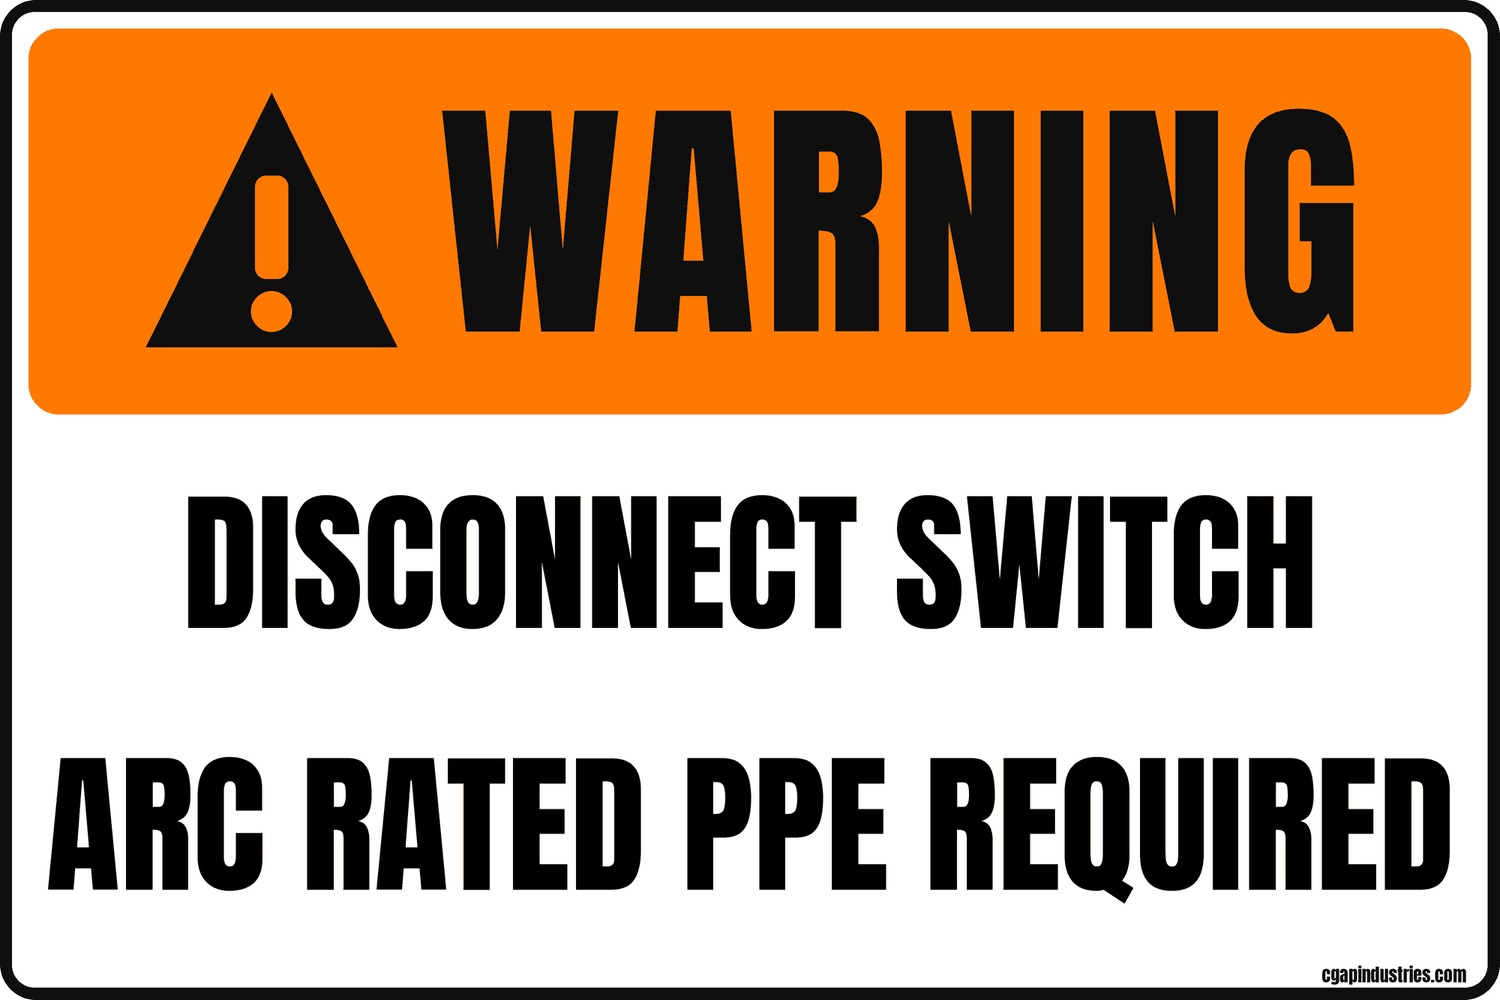 WARNING
DISCONNECT SWITCH
ARC RATED PPE REQUIRED
cgapindustries.com